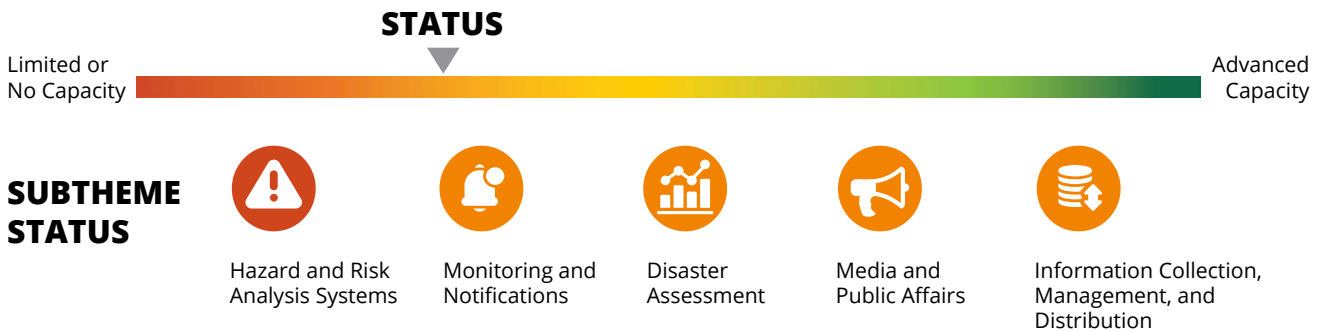 STATUS
Limited or
No Capacity
Advanced
Capacity
SUBTHEME
STATUS
Hazard and Risk
Analysis Systems
Monitoring and
Notifications
Disaster
Assessment
Media and
Public Affairs
Information Collection,
Management, and
Distribution